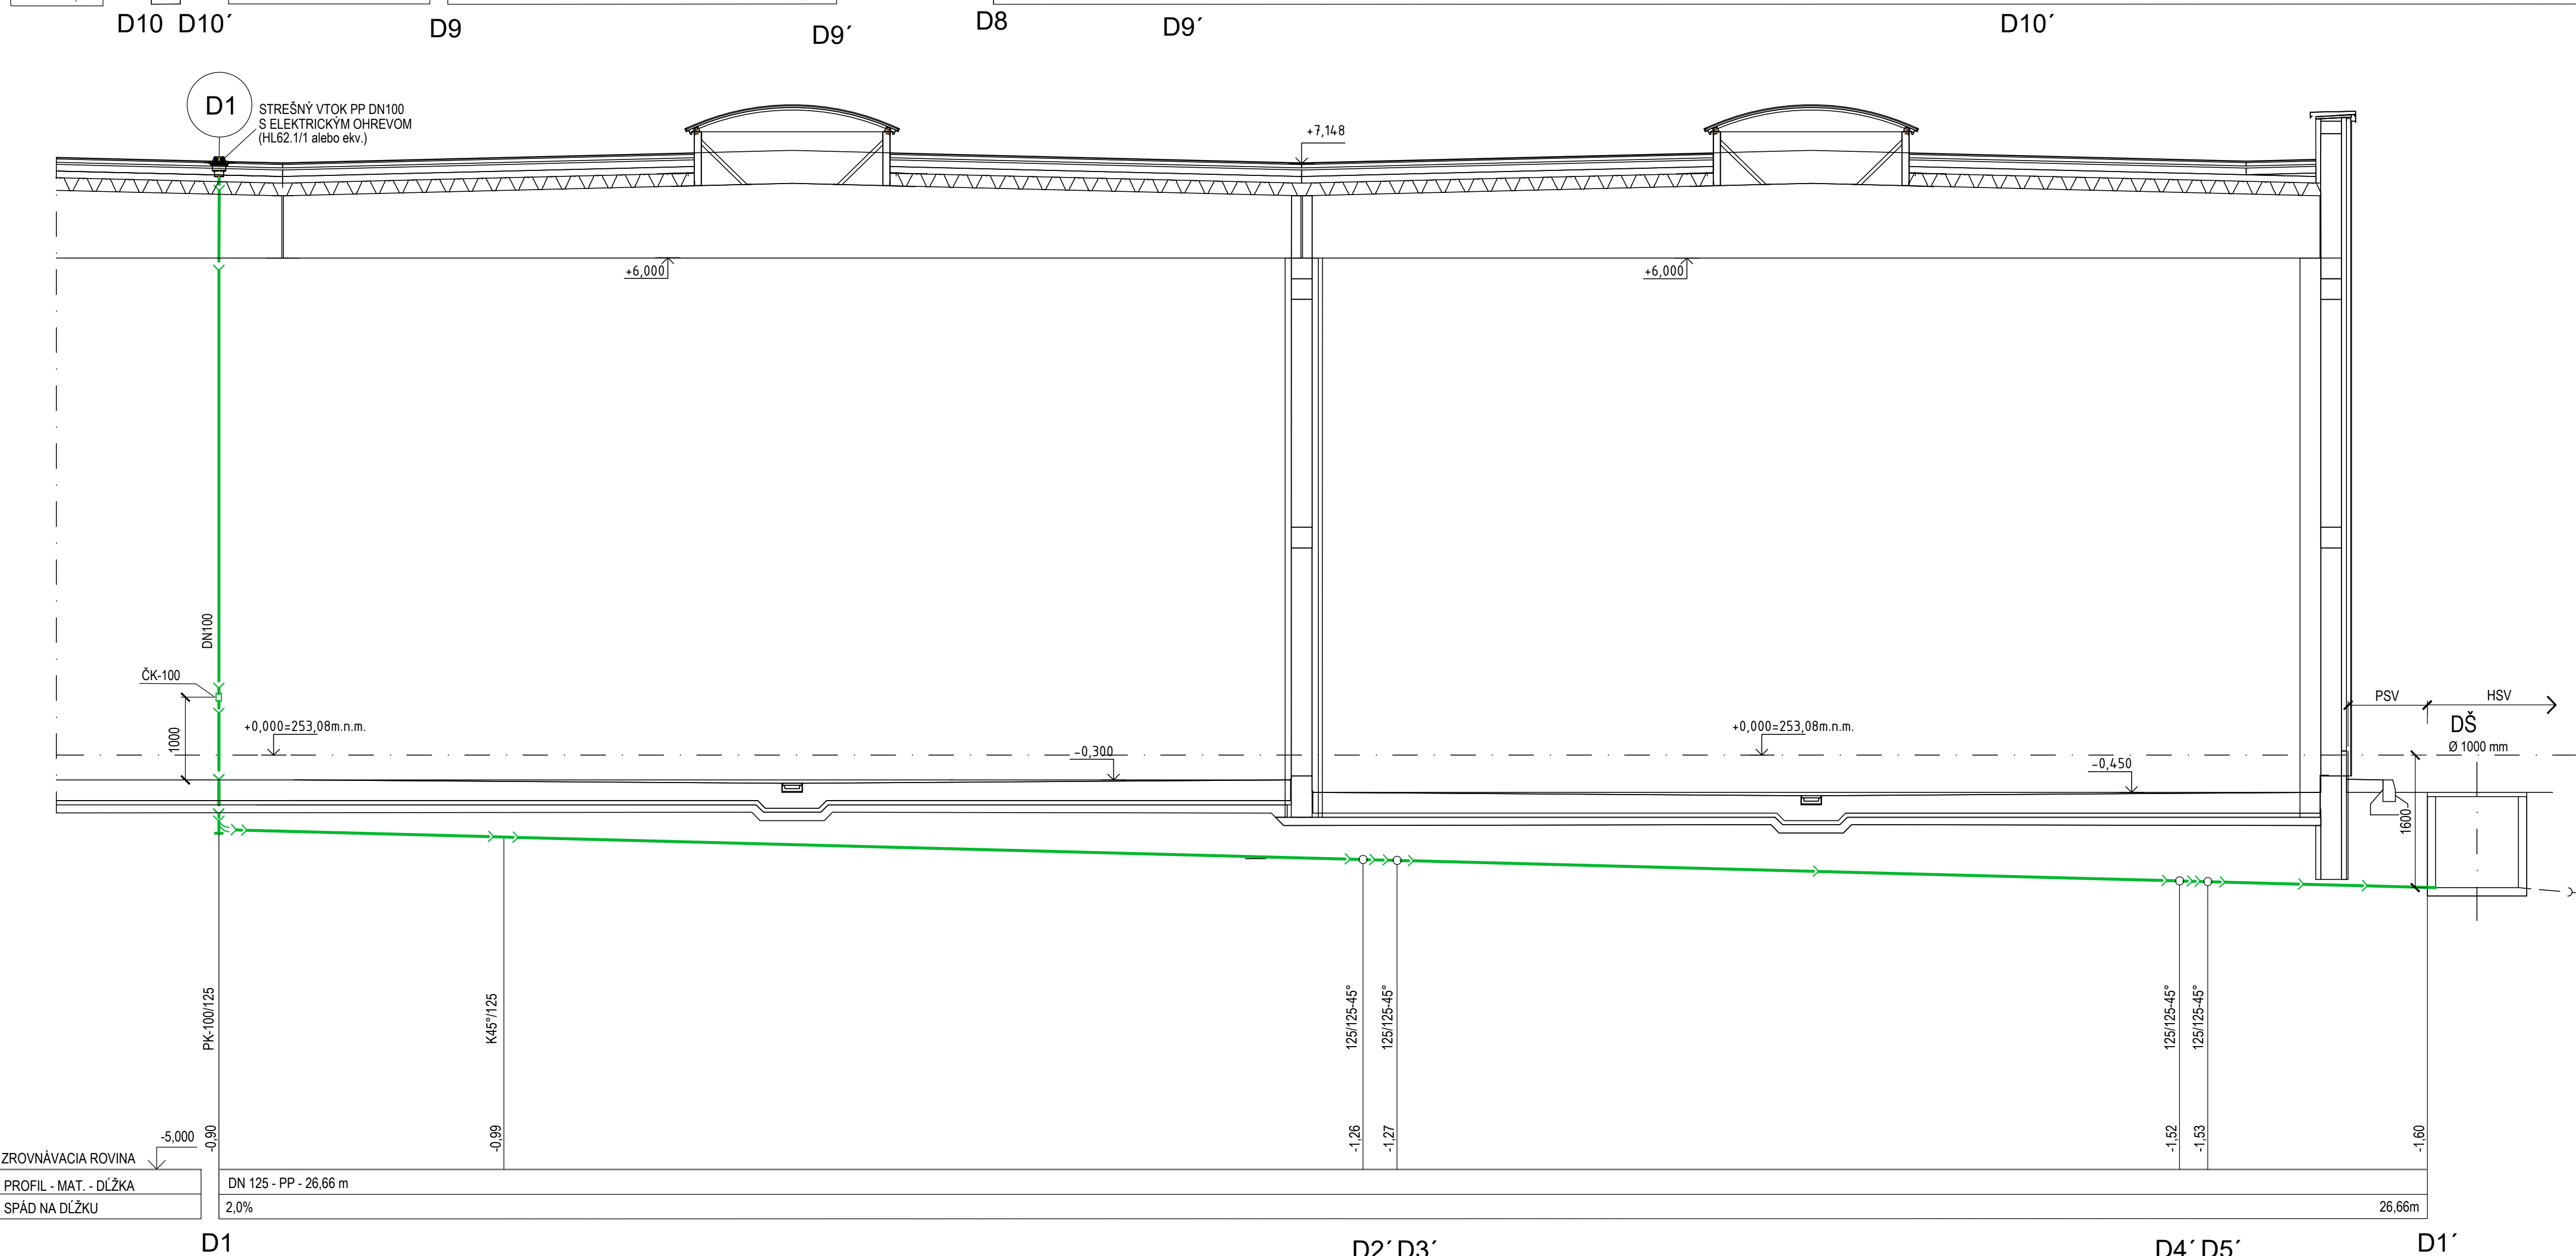 D10 D10´ D9 D9´ D8 D9´ D10´
D1
STREŠNÝ VTOK PP DN100
S ELEKTRICKÝM OHREVOM
(HL62.1/1 alebo ekv.)
+7,148
+6,000
+6,000
DN100
ČK-100
1000
+0,000=253,08m.n.m.
-0,300
+0,000=253,08m.n.m.
-0,450
PSV
HSV
DŠ
Ø 1000 mm
1600
PK-100/125
K45°/125
125/125-45°
125/125-45°
125/125-45°
125/125-45°
-5,000
-0,90
-0,99
-1,26
-1,27
-1,52
-1,53
-1,60
ZROVNÁVACIA ROVINA
PROFIL - MAT. - DĹŽKA
DN 125 - PP - 26,66 m
SPÁD NA DĹŽKU
2,0%
26,66m
D1 D2´ D3´ D4´ D5´ D1´